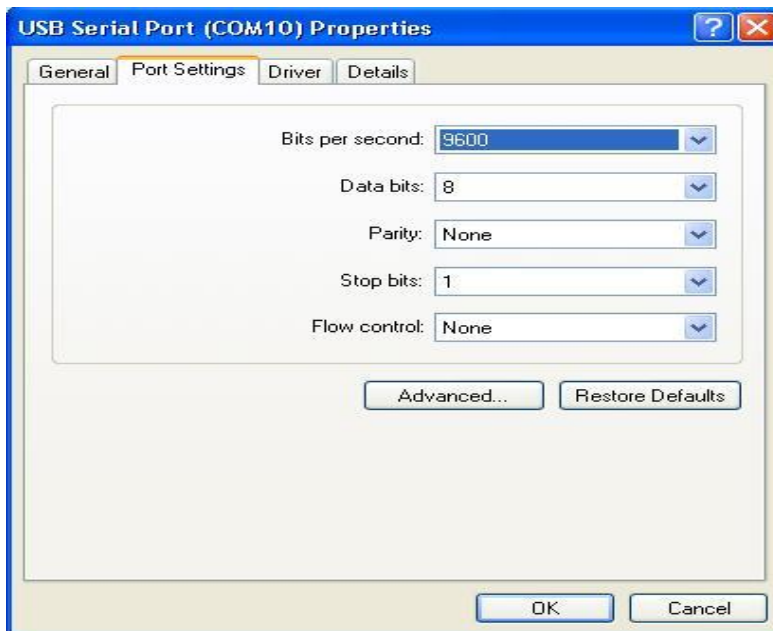 USB Serial Port (COM10) Properties
General Port Settings Driver Details
Bits per second: 9600
Data bits: 8
Parity: None
Stop bits: 1
Flow control: None
Advanced... Restore Defaults
OK Cancel